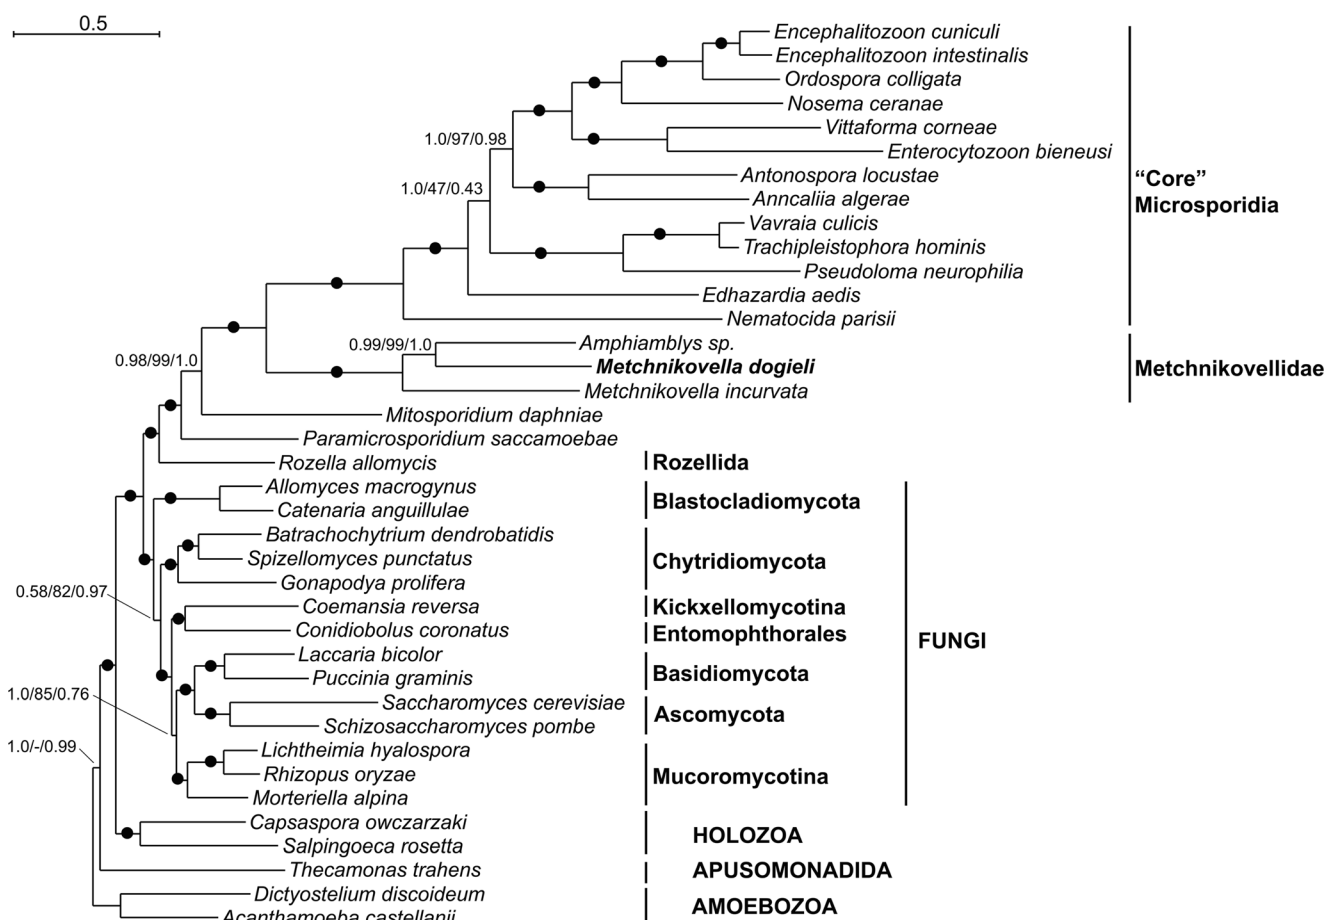 0.5
Encephalitozoon cuniculi
Encephalitozoon intestinalis
Ordospora colligata
Nosema ceranae
Vittaforma corneae
1.0/97/0.98
Enterocytozoon bieneusi
Antonospora locustae
“Core”
Microsporidia
1.0/47/0.43
Anncaliia algerae
Vavraia culicis
Trachipleistophora hominis
Pseudoloma neurophilia
Edhazardia aedis
Nematocida parisii
0.99/99/1.0
Amphiamblys sp.
0.98/99/1.0
Metchnikovella dogieli
Metchnikovellidae
Metchnikovella incurvata
Mitosporidium daphniae
Paramicrosporidium saccamoebae
Rozella allomycis
Rozellida
Allomyces macrogynus
Blastocladiomycota
Catenaria anguillulae
Batrachochytrium dendrobatidis
Spizellomyces punctatus
Chytridiomycota
Gonapodya prolifera
0.58/82/0.97
Coemansia reversa
Kickxellomycotina
Conidiobolus coronatus
Entomophthorales
FUNGI
Laccaria bicolor
Basidiomycota
Puccinia graminis
1.0/85/0.76
Saccharomyces cerevisiae
Ascomycota
Schizosaccharomyces pombe
1.0/-/0.99
Lichtheimia hyalospora
Rhizopus oryzae
Mucoromycotina
Morteriella alpina
Capsaspora owczarzaki
HOLOZOA
Salpingoeca rosetta
Thecamonas trahens
APUSOMONADIDA
Dictyostelium discoideum
AMOEBOZOA
Acanthamoeba castellanii